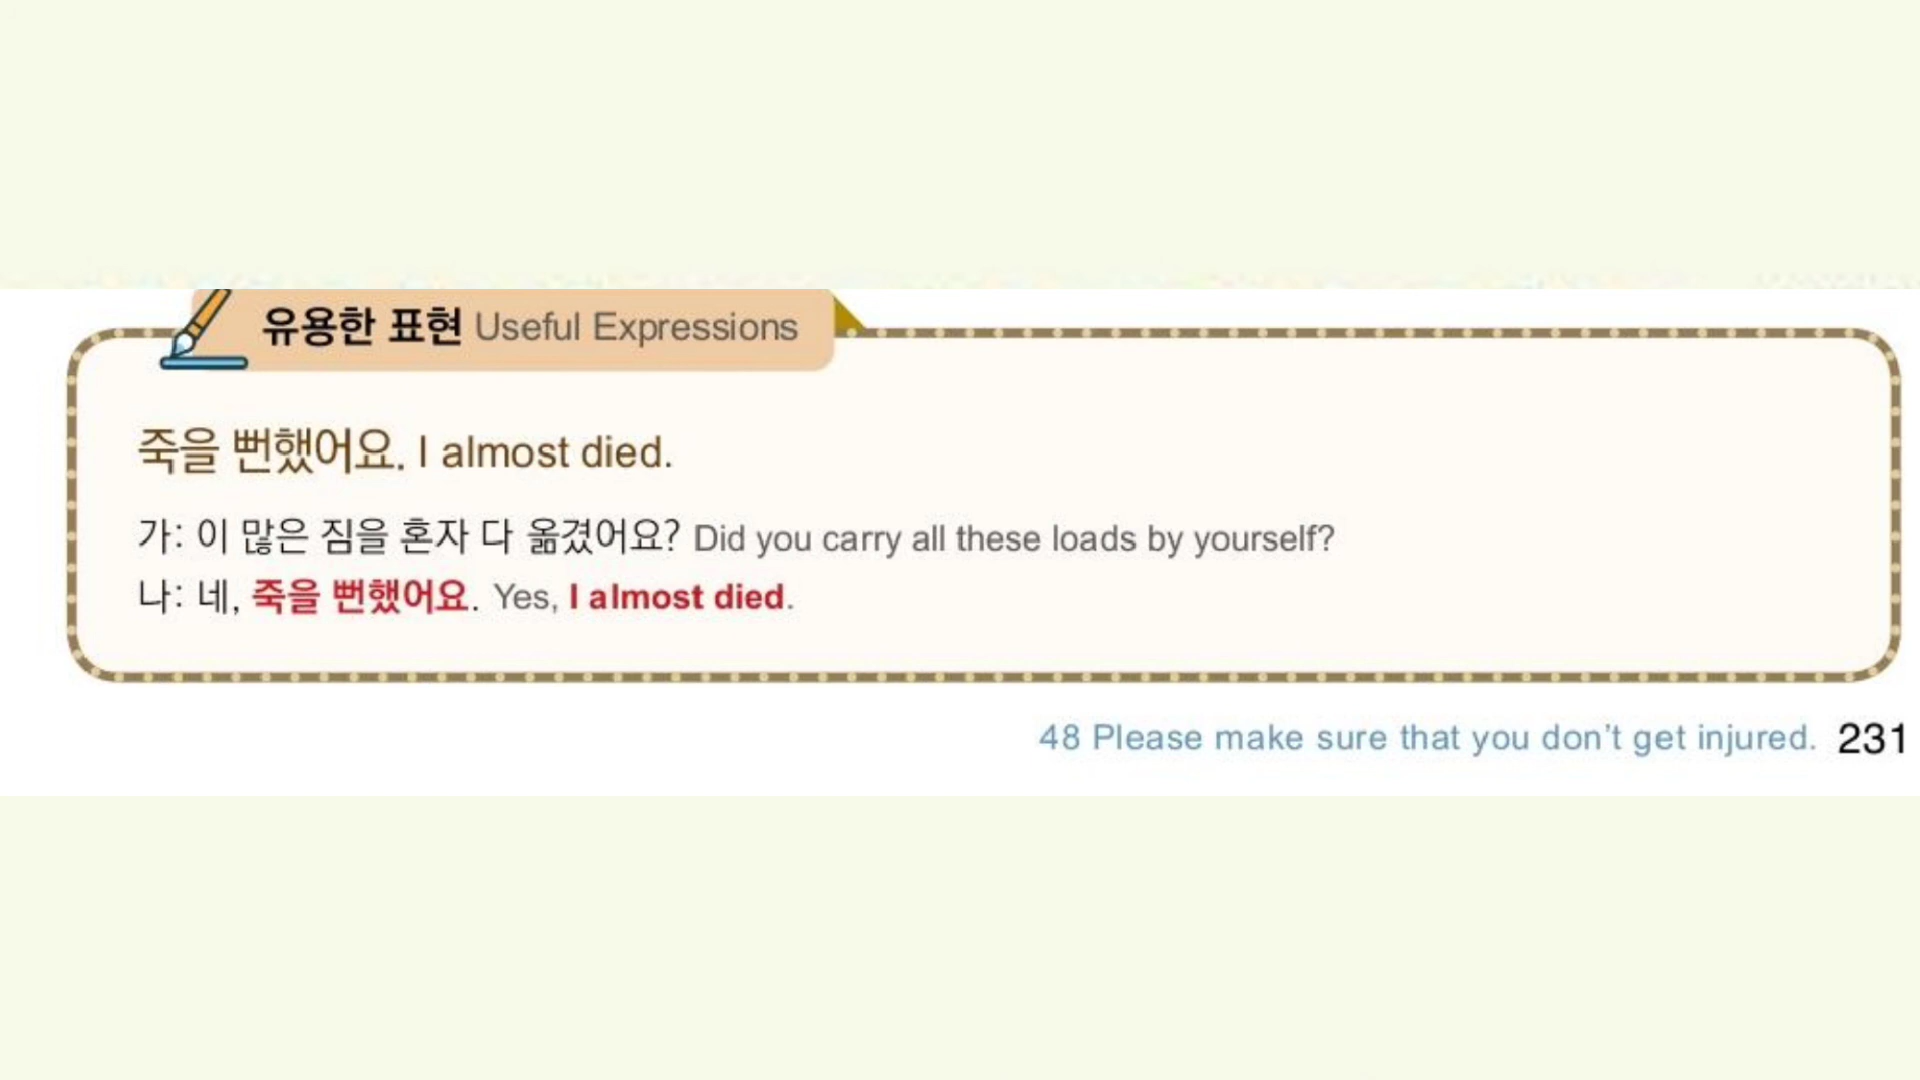 유용한 표현 Useful Expressions
죽을 뻔했어요. I almost died.
가: 이 많은 짐을 혼자 다 옮겼어요? Did you carry all these loads by yourself?
나: 네, 죽을 뻔했어요. Yes, I almost died.
48 Please make sure that you don't get injured. 231